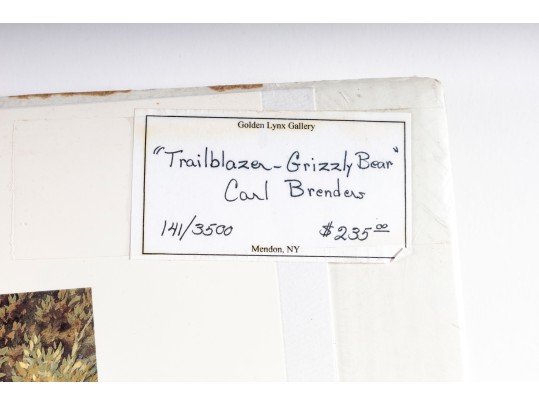 Golden Lynx Gallery
"Trailblazer - Grizzly Bear"
Carl Brenders
141/3500 $235.00
Mendon, NY